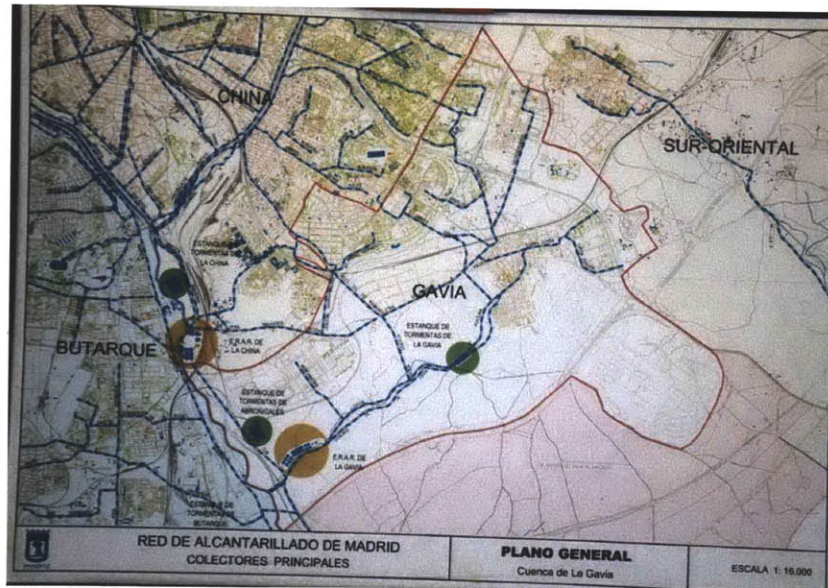 CHINA
SUR-ORIENTAL
ESTANQUE DE
TORMENTAS DE
LA CHINA
GAVIA
ESTANQUE DE
TORMENTAS DE
LA GAVIA
BUTARQUE
E.R.A.R. DE
LA CHINA
ESTANQUE DE
TORMENTAS DE
ABROÑIGALES
E.R.A.R. DE
LA GAVIA
ESTANQUE DE
TORMENTAS DE
BUTARQUE
RED DE ALCANTARILLADO DE MADRID
COLECTORES PRINCIPALES
PLANO GENERAL
Cuenca de La Gavia
ESCALA 1: 16.000